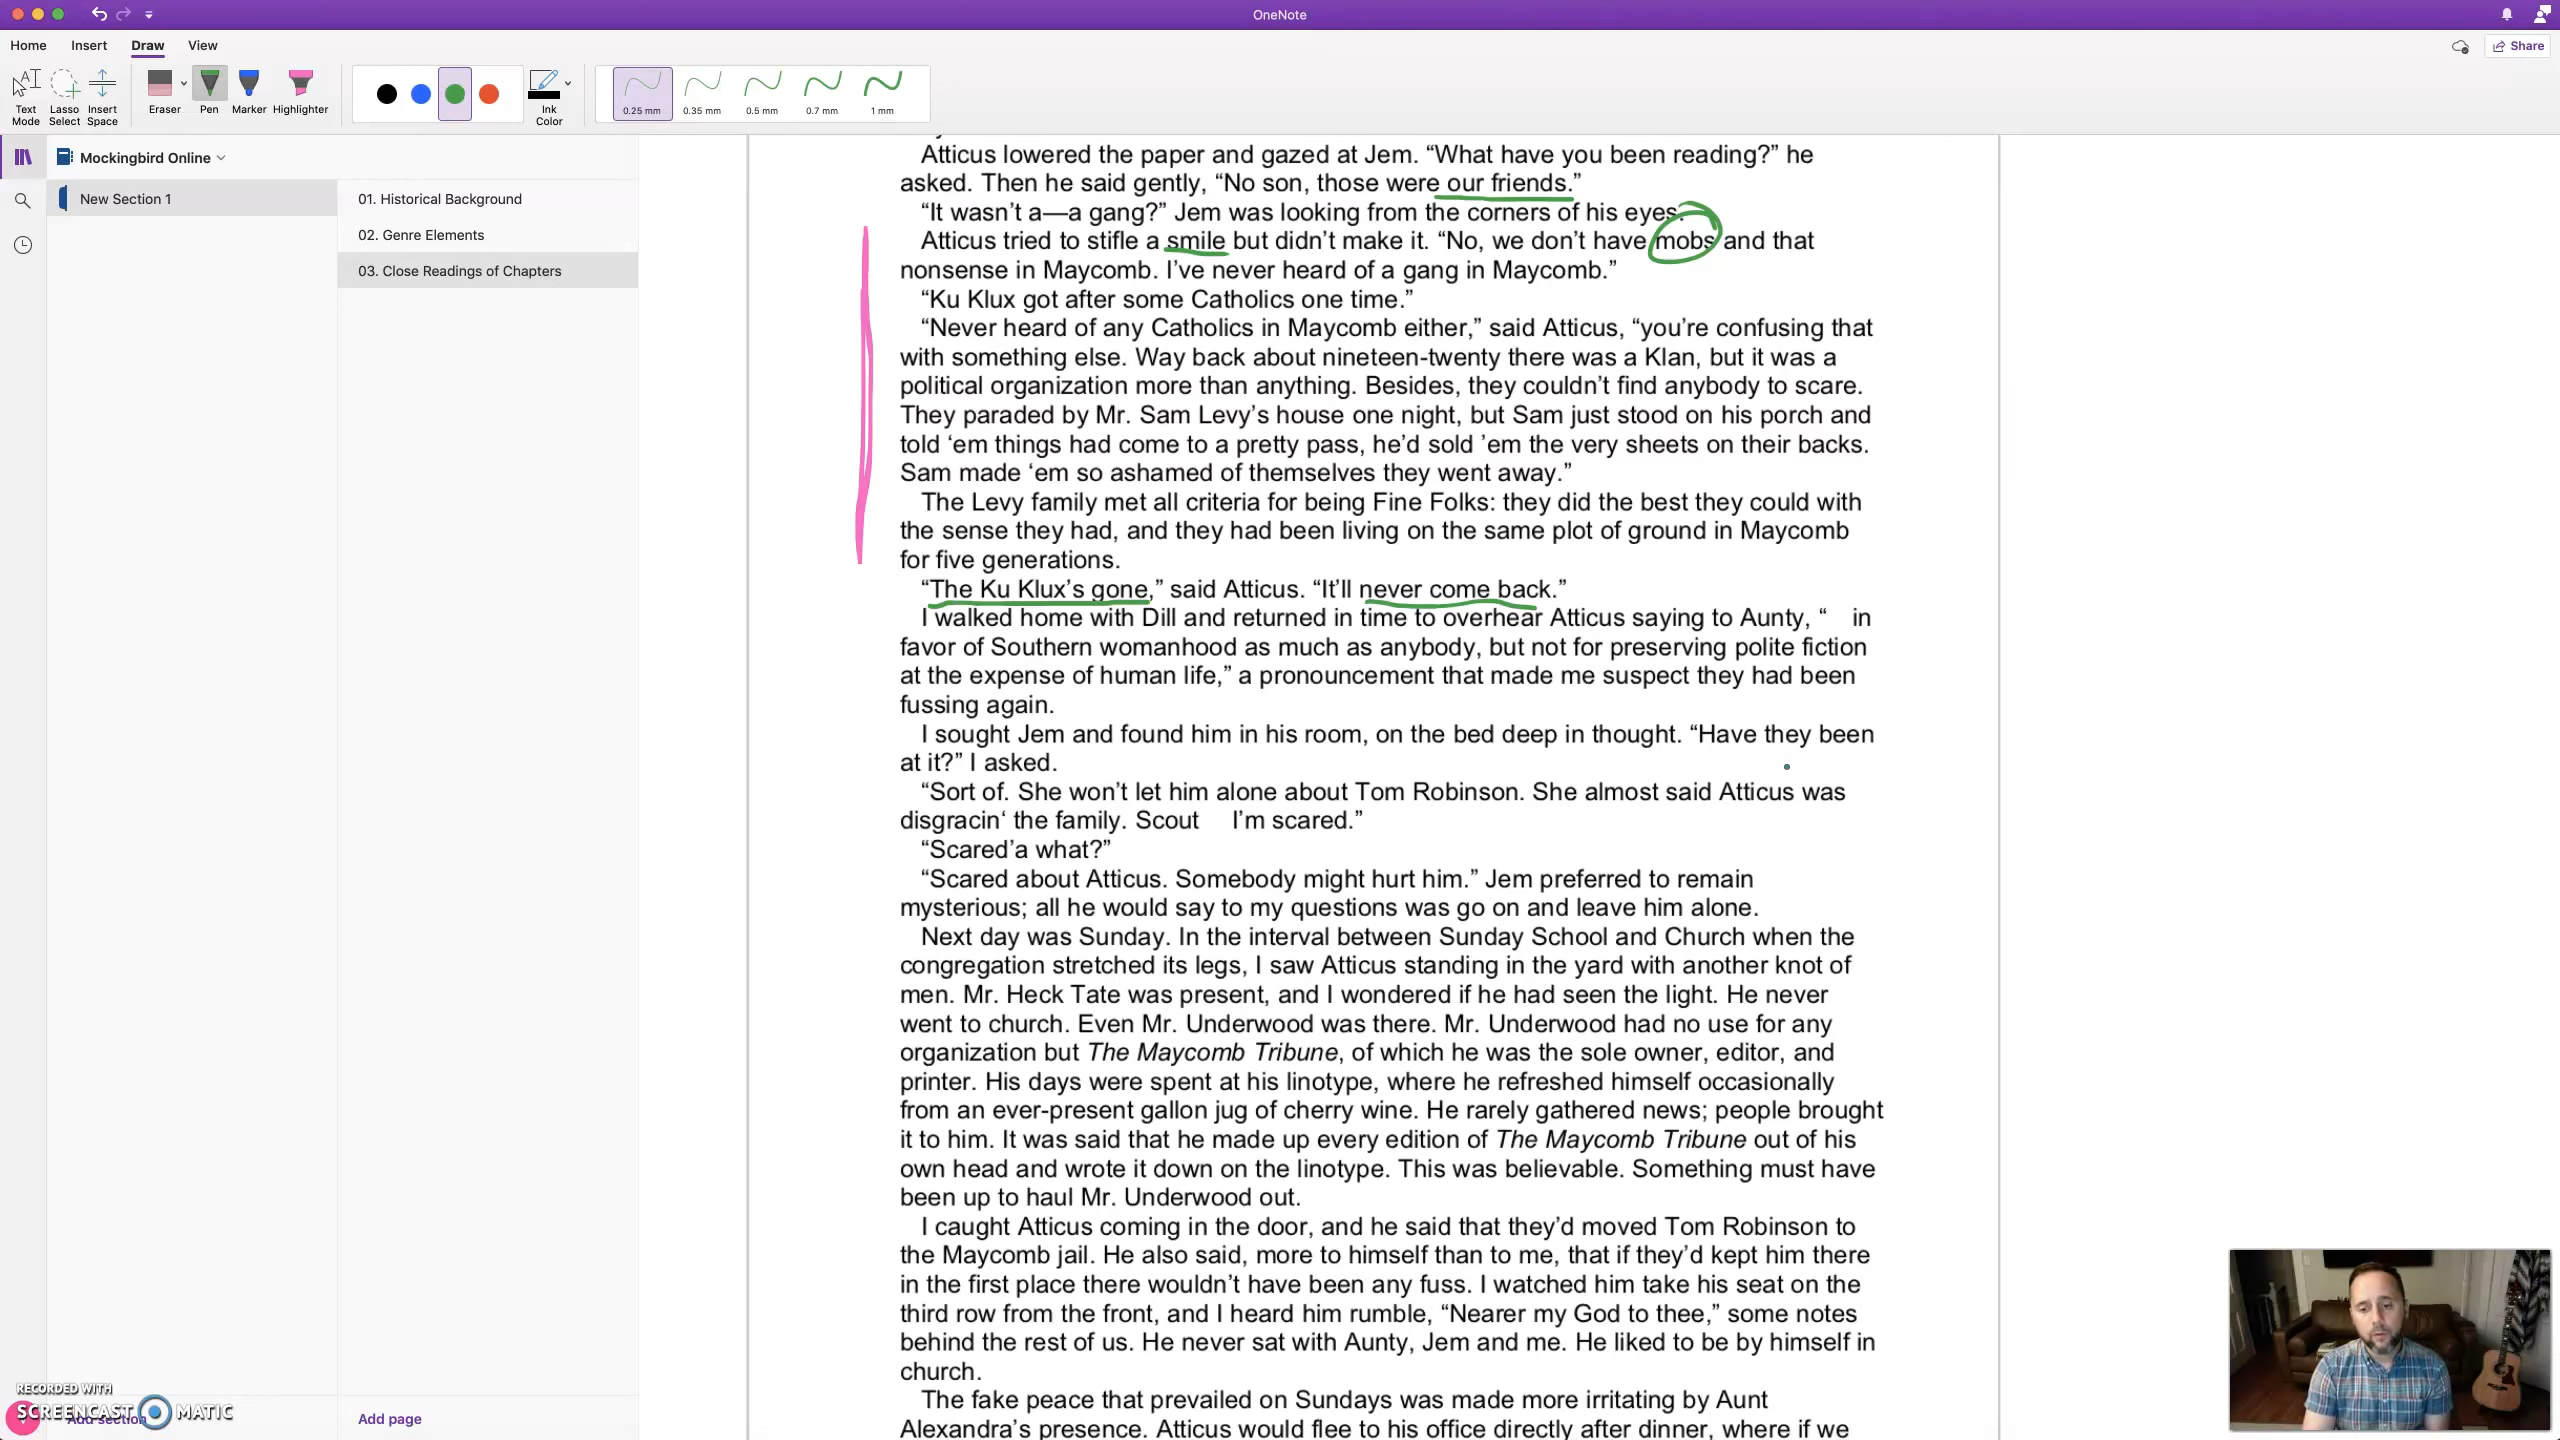 OneNote
Home Insert Draw View
Share
Text Mode
Lasso Select
Insert Space
Eraser
Pen
Marker
Highlighter
Ink Color
0.25 mm
0.35 mm
0.5 mm
0.7 mm
1 mm
Mockingbird Online
New Section 1
01. Historical Background
02. Genre Elements
03. Close Readings of Chapters
Atticus lowered the paper and gazed at Jem. “What have you been reading?” he
asked. Then he said gently, “No son, those were our friends.”
“It wasn’t a—a gang?” Jem was looking from the corners of his eyes.
Atticus tried to stifle a smile but didn’t make it. “No, we don’t have mobs and that
nonsense in Maycomb. I’ve never heard of a gang in Maycomb.”
“Ku Klux got after some Catholics one time.”
“Never heard of any Catholics in Maycomb either,” said Atticus, “you’re confusing that
with something else. Way back about nineteen-twenty there was a Klan, but it was a
political organization more than anything. Besides, they couldn’t find anybody to scare.
They paraded by Mr. Sam Levy’s house one night, but Sam just stood on his porch and
told ‘em things had come to a pretty pass, he’d sold ’em the very sheets on their backs.
Sam made ‘em so ashamed of themselves they went away.”
The Levy family met all criteria for being Fine Folks: they did the best they could with
the sense they had, and they had been living on the same plot of ground in Maycomb
for five generations.
“The Ku Klux’s gone,” said Atticus. “It’ll never come back.”
I walked home with Dill and returned in time to overhear Atticus saying to Aunty, “ in
favor of Southern womanhood as much as anybody, but not for preserving polite fiction
at the expense of human life,” a pronouncement that made me suspect they had been
fussing again.
I sought Jem and found him in his room, on the bed deep in thought. “Have they been
at it?” I asked.
“Sort of. She won’t let him alone about Tom Robinson. She almost said Atticus was
disgracin‘ the family. Scout I’m scared.”
“Scared’a what?”
“Scared about Atticus. Somebody might hurt him.” Jem preferred to remain
mysterious; all he would say to my questions was go on and leave him alone.
Next day was Sunday. In the interval between Sunday School and Church when the
congregation stretched its legs, I saw Atticus standing in the yard with another knot of
men. Mr. Heck Tate was present, and I wondered if he had seen the light. He never
went to church. Even Mr. Underwood was there. Mr. Underwood had no use for any
organization but The Maycomb Tribune, of which he was the sole owner, editor, and
printer. His days were spent at his linotype, where he refreshed himself occasionally
from an ever-present gallon jug of cherry wine. He rarely gathered news; people brought
it to him. It was said that he made up every edition of The Maycomb Tribune out of his
own head and wrote it down on the linotype. This was believable. Something must have
been up to haul Mr. Underwood out.
I caught Atticus coming in the door, and he said that they’d moved Tom Robinson to
the Maycomb jail. He also said, more to himself than to me, that if they’d kept him there
in the first place there wouldn’t have been any fuss. I watched him take his seat on the
third row from the front, and I heard him rumble, “Nearer my God to thee,” some notes
behind the rest of us. He never sat with Aunty, Jem and me. He liked to be by himself in
church.
The fake peace that prevailed on Sundays was made more irritating by Aunt
Alexandra’s presence. Atticus would flee to his office directly after dinner, where if we
RECORDED WITH
SCREENCAST MATIC
Add section
Add page